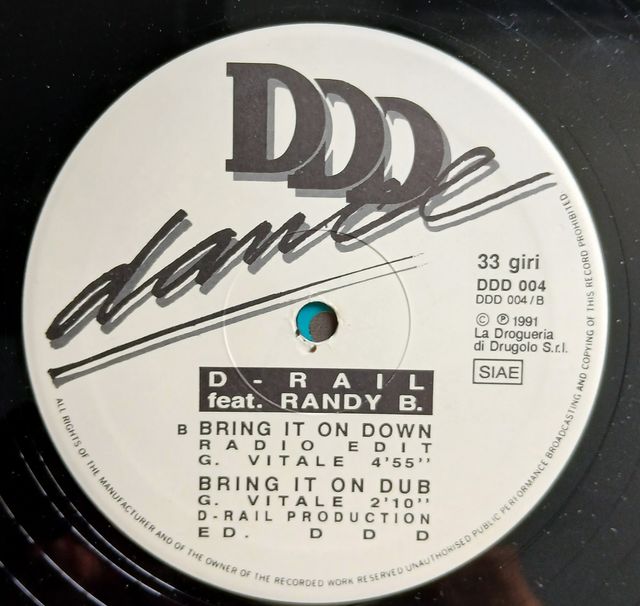 DDD
dance
33 giri
DDD 004
DDD 004/B
© ℗ 1991
La Drogueria
di Drugolo S.r.l.
SIAE
D-RAIL
feat. RANDY B.
B BRING IT ON DOWN
RADIO EDIT
G. VITALE 4'55''
BRING IT ON DUB
G. VITALE 2'10''
D-RAIL PRODUCTION
ED. DDD
ALL RIGHTS OF THE MANUFACTURER AND OF THE OWNER OF THE RECORDED WORK RESERVED UNAUTHORISED PUBLIC PERFORMANCE BROADCASTING AND COPYING OF THIS RECORD PROHIBITED